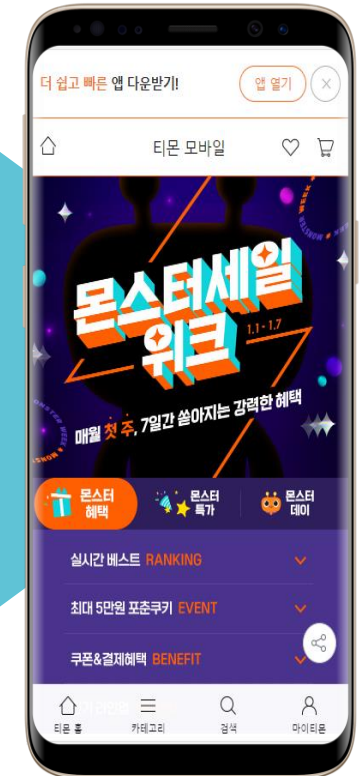 더 쉽고 빠른 앱 다운받기!
앱 열기
티몬 모바일
몬스터세일
위크
1.1 - 1.7
매월 첫 주, 7일간 쏟아지는 강력한 혜택
몬스터
혜택
몬스터
특가
몬스터
데이
실시간 베스트 RANKING
최대 5만원 포춘쿠키 EVENT
쿠폰&결제혜택 BENEFIT
티몬 홈
카테고리
검색
마이티몬